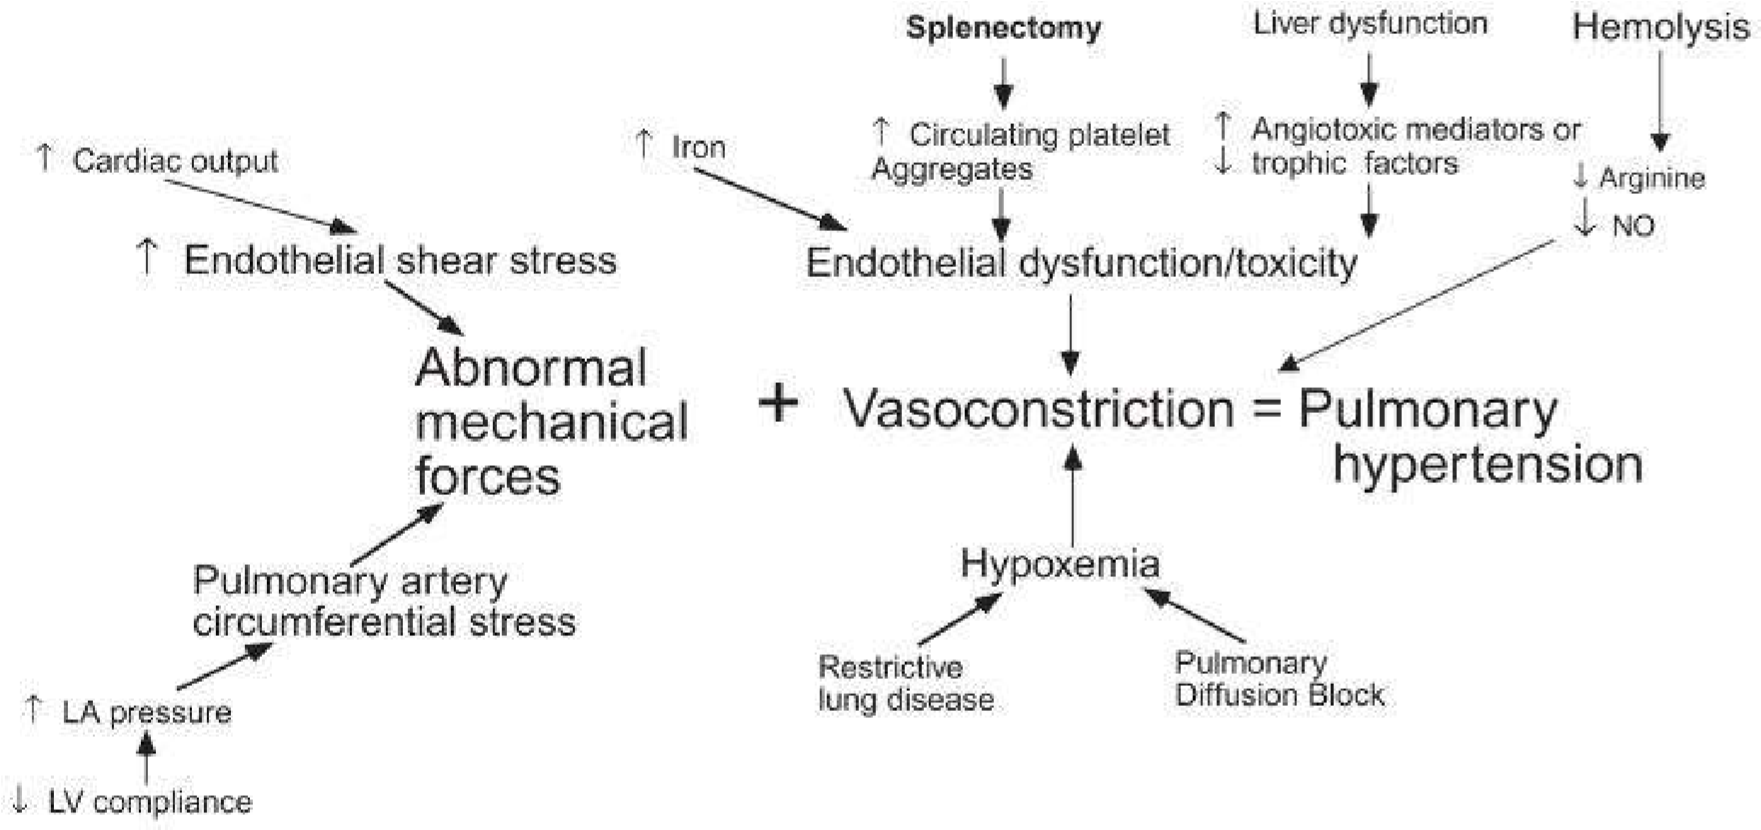 Splenectomy
Liver dysfunction
Hemolysis
↑ Circulating platelet
Aggregates
↑ Angiotoxic mediators or
↓ trophic factors
↓ Arginine
↓ NO
↑ Iron
↑ Cardiac output
↑ Endothelial shear stress
Endothelial dysfunction/toxicity
Abnormal
mechanical
forces
+ Vasoconstriction = Pulmonary
hypertension
Pulmonary artery
circumferential stress
Hypoxemia
Restrictive
lung disease
Pulmonary
Diffusion Block
↑ LA pressure
↓ LV compliance